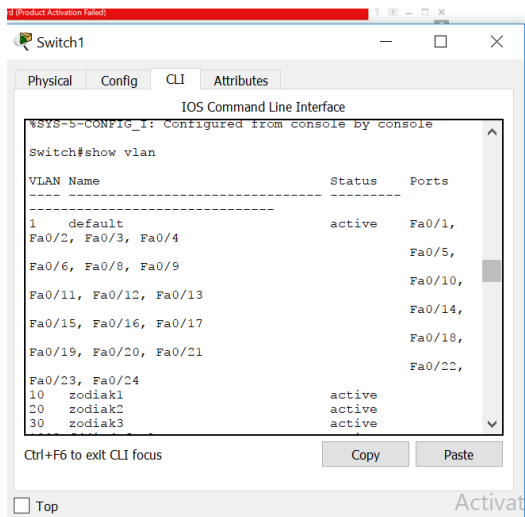 d (Product Activation Failed)
Switch1
Physical Config CLI Attributes
IOS Command Line Interface
%SYS-5-CONFIG_I: Configured from console by console
Switch#show vlan
VLAN Name Status Ports
---- -------------------------------- ---------
-------------------------------
1 default active Fa0/1,
Fa0/2, Fa0/3, Fa0/4
Fa0/5,
Fa0/6, Fa0/8, Fa0/9
Fa0/10,
Fa0/11, Fa0/12, Fa0/13
Fa0/14,
Fa0/15, Fa0/16, Fa0/17
Fa0/18,
Fa0/19, Fa0/20, Fa0/21
Fa0/22,
Fa0/23, Fa0/24
10 zodiak1 active
20 zodiak2 active
30 zodiak3 active
Ctrl+F6 to exit CLI focus
Copy Paste
Top
Activat